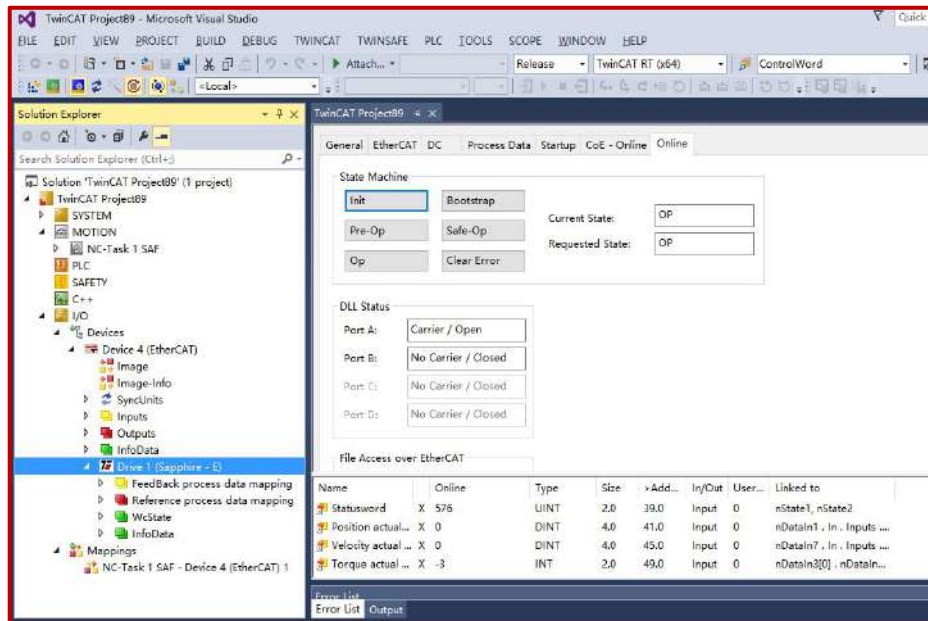 TwinCAT Project89 - Microsoft Visual Studio
Quick
FILE EDIT VIEW PROJECT BUILD DEBUG TWINCAT TWINSAFE PLC TOOLS SCOPE WINDOW HELP
Attach... Release TwinCAT RT (x64) ControlWord
<Local>
Solution Explorer
Search Solution Explorer (Ctrl+;)
Solution 'TwinCAT Project89' (1 project)
TwinCAT Project89
SYSTEM
MOTION
NC-Task 1 SAF
PLC
SAFETY
C++
I/O
Devices
Device 4 (EtherCAT)
Image
Image-Info
SyncUnits
Inputs
Outputs
InfoData
Drive 1 (Sapphire - E)
FeedBack process data mapping
Reference process data mapping
WcState
InfoData
Mappings
NC-Task 1 SAF - Device 4 (EtherCAT) 1
TwinCAT Project89
General EtherCAT DC Process Data Startup CoE - Online Online
State Machine
Init Bootstrap
Pre-Op Safe-Op
Op Clear Error
Current State: OP
Requested State: OP
DLL Status
Port A: Carrier / Open
Port B: No Carrier / Closed
Port C: No Carrier / Closed
Port D: No Carrier / Closed
File Access over EtherCAT
Name Online Type Size >Add... In/Out User... Linked to
Statusword X 576 UINT 2.0 39.0 Input 0 nState1, nState2
Position actual... X 0 DINT 4.0 41.0 Input 0 nDataIn1 . In . Inputs ....
Velocity actual ... X 0 DINT 4.0 45.0 Input 0 nDataIn7 . In . Inputs ....
Torque actual ... X -3 INT 2.0 49.0 Input 0 nDataIn3[0] . nDataIn...
Error List
Error List Output